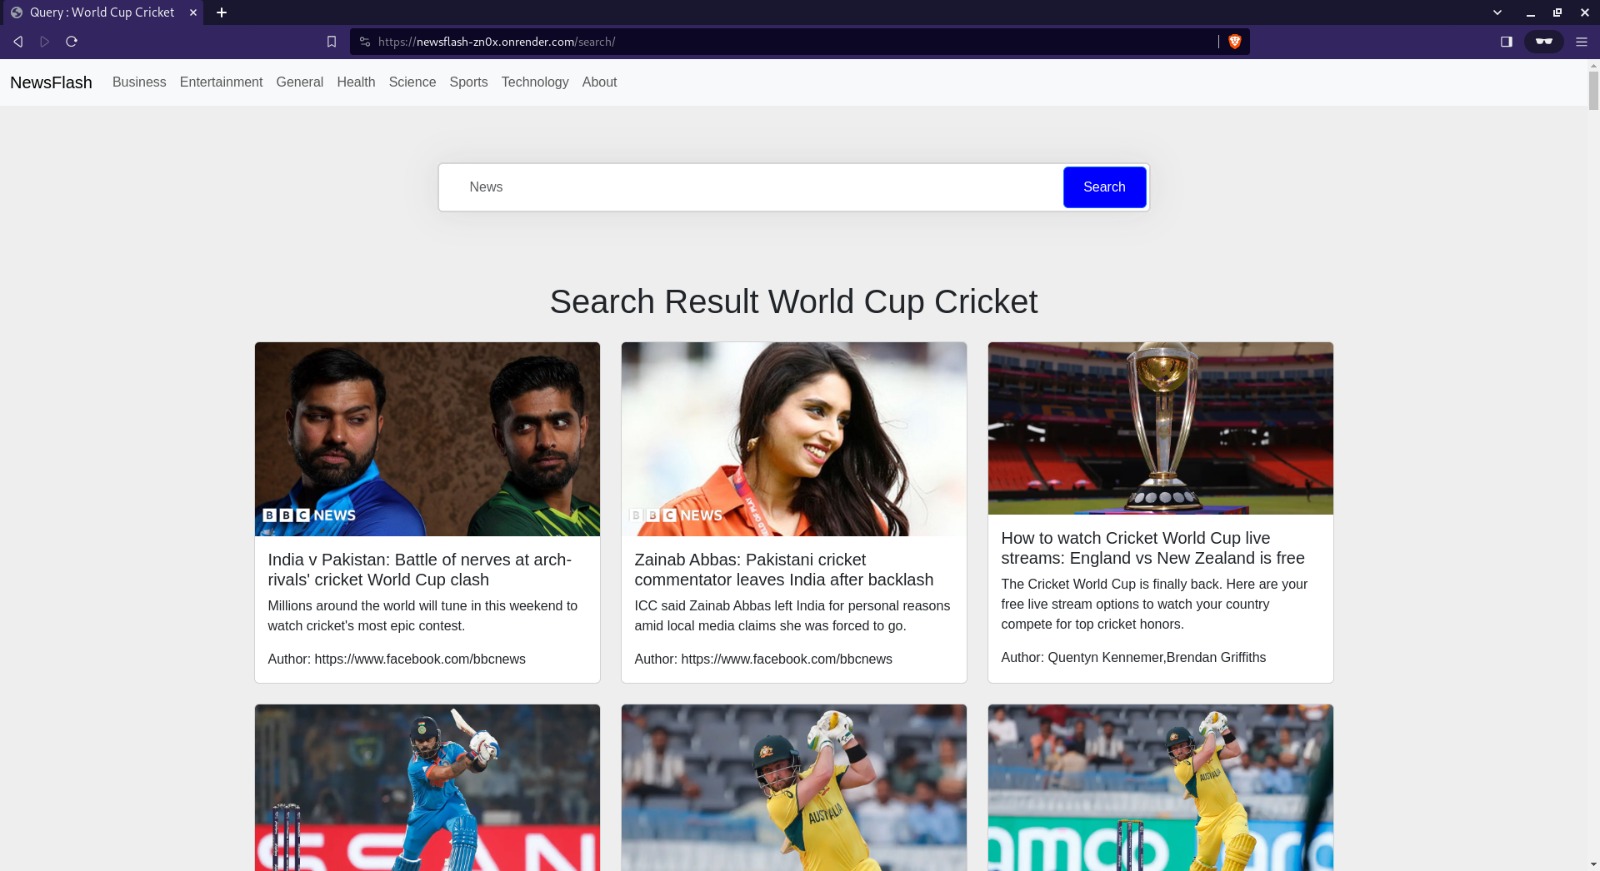 Query : World Cup Cricket
https://newsflash-zn0x.onrender.com/search/
NewsFlash Business Entertainment General Health Science Sports Technology About
News Search
Search Result World Cup Cricket
BBC NEWS
India v Pakistan: Battle of nerves at arch-
rivals' cricket World Cup clash
Millions around the world will tune in this weekend to
watch cricket's most epic contest.
Author: https://www.facebook.com/bbcnews
BBC NEWS
Zainab Abbas: Pakistani cricket
commentator leaves India after backlash
ICC said Zainab Abbas left India for personal reasons
amid local media claims she was forced to go.
Author: https://www.facebook.com/bbcnews
How to watch Cricket World Cup live
streams: England vs New Zealand is free
The Cricket World Cup is finally back. Here are your
free live stream options to watch your country
compete for top cricket honors.
Author: Quentyn Kennemer,Brendan Griffiths
SSAN
AUSTRALIA
AUSTRALIA
amco